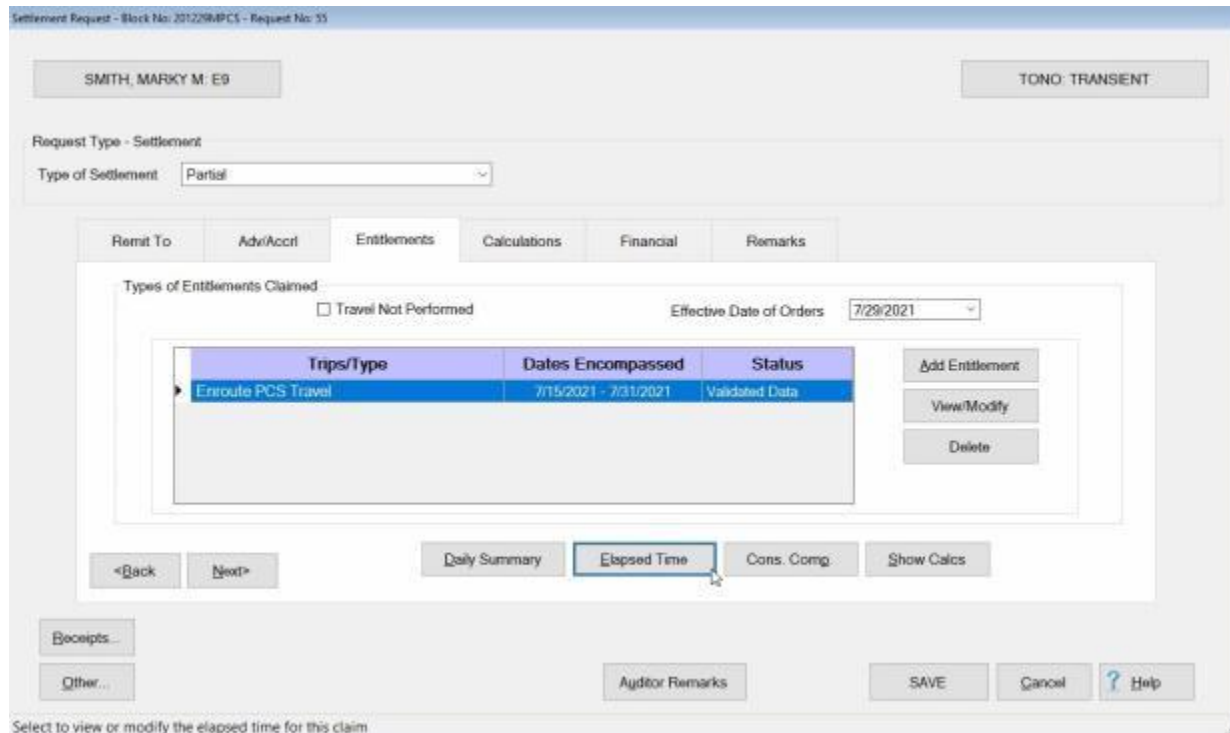 Settlement Request - Block No: 201229MPCS - Request No: 55
SMITH, MARKY M: E9
TONO: TRANSIENT
Request Type - Settlement
Type of Settlement Partial
Remit To Adv/Accrl Entitlements Calculations Financial Remarks
Types of Entitlements Claimed
Travel Not Performed Effective Date of Orders 7/29/2021
Trips/Type Dates Encompassed Status
Enroute PCS Travel 7/15/2021 - 7/31/2021 Validated Data
Add Entitlement
View/Modify
Delete
<Back Next> Daily Summary Elapsed Time Cons. Comp Show Calcs
Receipts...
Other... Auditor Remarks SAVE Cancel ? Help
Select to view or modify the elapsed time for this claim